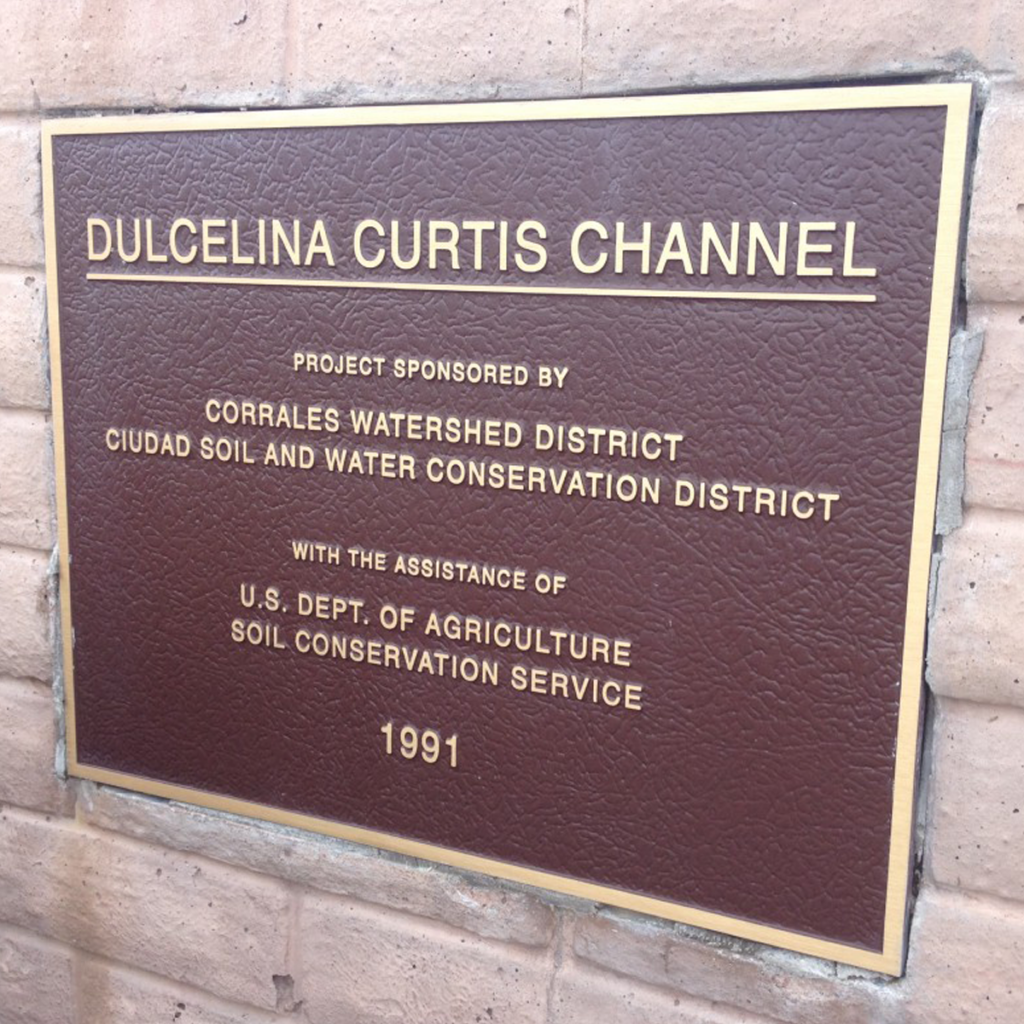 DULCELINA CURTIS CHANNEL
PROJECT SPONSORED BY
CORRALES WATERSHED DISTRICT
CIUDAD SOIL AND WATER CONSERVATION DISTRICT
WITH THE ASSISTANCE OF
U.S. DEPT. OF AGRICULTURE
SOIL CONSERVATION SERVICE
1991